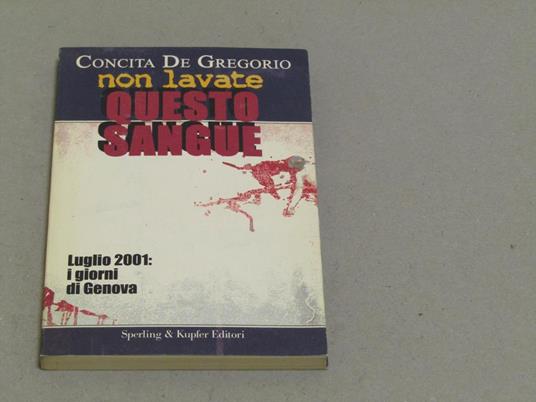 CONCITA DE GREGORIO
non lavate
QUESTO
SANGUE
Luglio 2001:
i giorni
di Genova
Sperling & Kupfer Editori